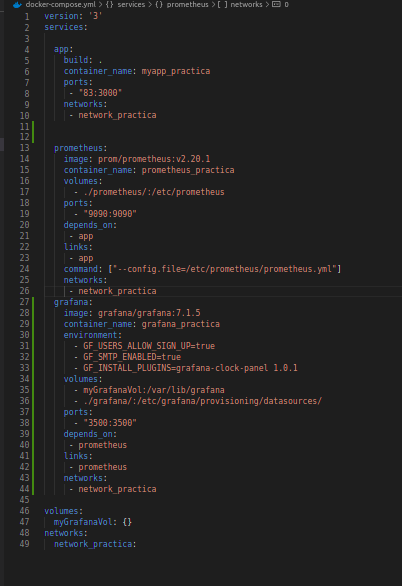 docker-compose.yml > {} services > {} prometheus > [ ] networks > 0
1 version: '3'
2 services:
3
4 app:
5 build: .
6 container_name: myapp_practica
7 ports:
8 - "83:3000"
9 networks:
10 - network_practica
11
12
13 prometheus:
14 image: prom/prometheus:v2.20.1
15 container_name: prometheus_practica
16 volumes:
17 - ./prometheus/:/etc/prometheus
18 ports:
19 - "9090:9090"
20 depends_on:
21 - app
22 links:
23 - app
24 command: ["--config.file=/etc/prometheus/prometheus.yml"]
25 networks:
26 - network_practica
27 grafana:
28 image: grafana/grafana:7.1.5
29 container_name: grafana_practica
30 environment:
31 - GF_USERS_ALLOW_SIGN_UP=true
32 - GF_SMTP_ENABLED=true
33 - GF_INSTALL_PLUGINS=grafana-clock-panel 1.0.1
34 volumes:
35 - myGrafanaVol:/var/lib/grafana
36 - ./grafana/:/etc/grafana/provisioning/datasources/
37 ports:
38 - "3500:3500"
39 depends_on:
40 - prometheus
41 links:
42 - prometheus
43 networks:
44 - network_practica
45
46 volumes:
47 myGrafanaVol: {}
48 networks:
49 network_practica: